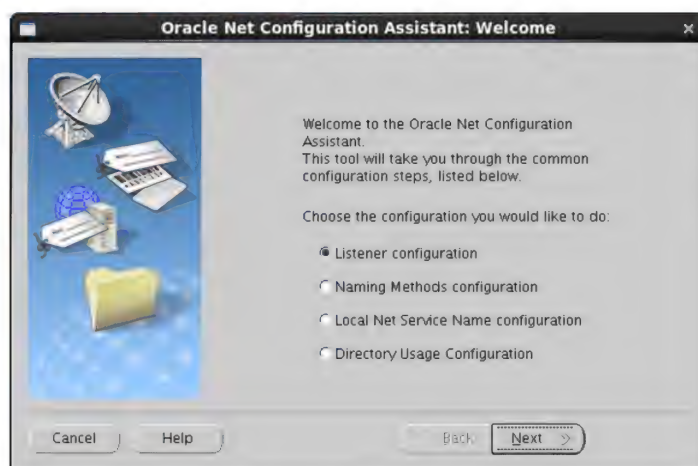 Oracle Net Configuration Assistant: Welcome
Welcome to the Oracle Net Configuration
Assistant.
This tool will take you through the common
configuration steps, listed below.
Choose the configuration you would like to do:
Listener configuration
Naming Methods configuration
Local Net Service Name configuration
Directory Usage Configuration
Cancel Help Back Next